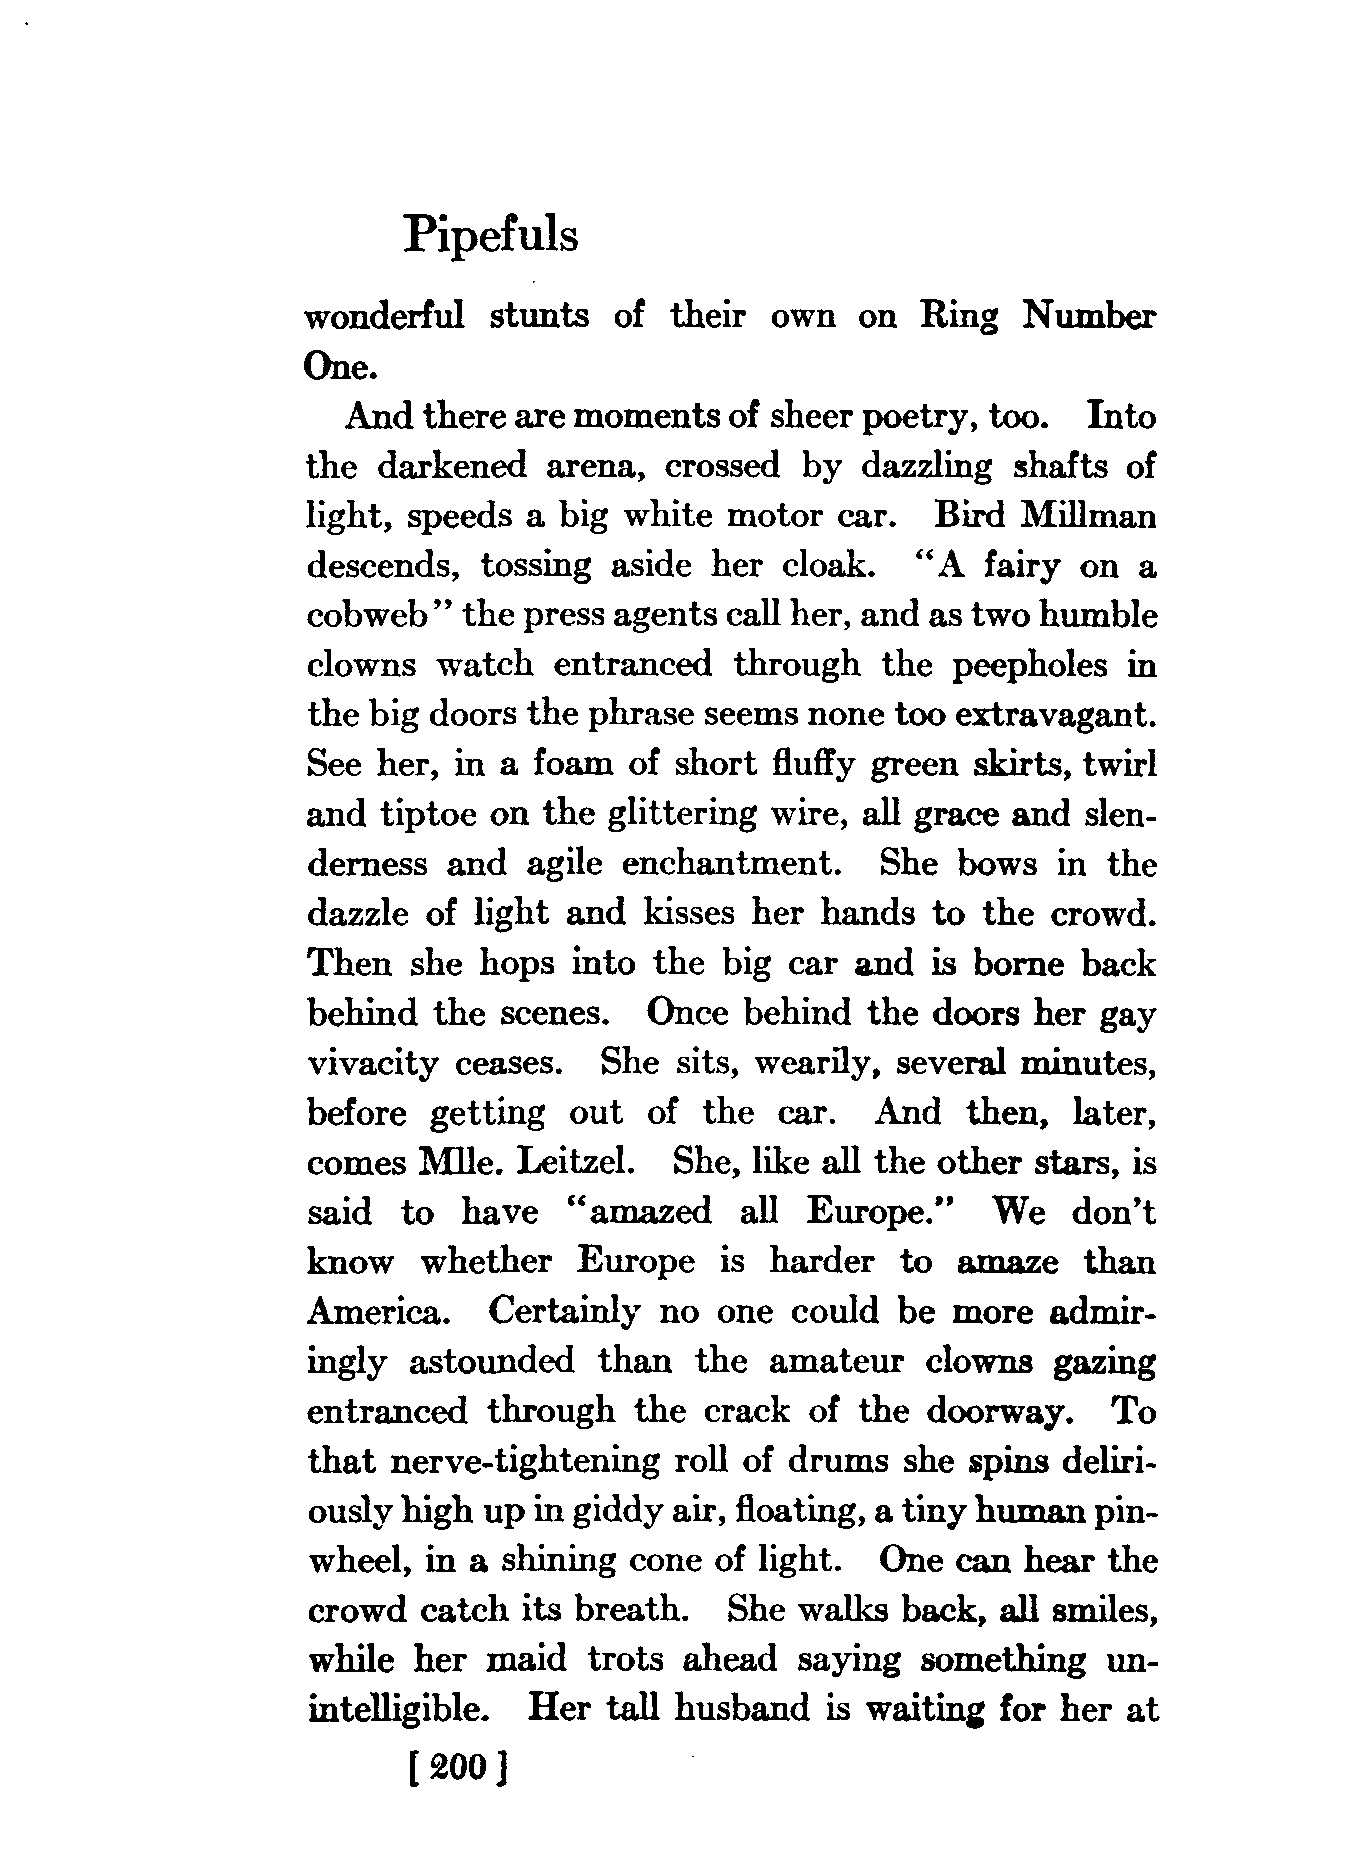 Pipefuls
wonderful stunts of their own on Ring Number
One.
And there are moments of sheer poetry, too. Into
the darkened arena, crossed by dazzling shafts of
light, speeds a big white motor car. Bird Millman
descends, tossing aside her cloak. "A fairy on a
cobweb" the press agents call her, and as two humble
clowns watch entranced through the peepholes in
the big doors the phrase seems none too extravagant.
See her, in a foam of short fluffy green skirts, twirl
and tiptoe on the glittering wire, all grace and slen-
derness and agile enchantment. She bows in the
dazzle of light and kisses her hands to the crowd.
Then she hops into the big car and is borne back
behind the scenes. Once behind the doors her gay
vivacity ceases. She sits, wearily, several minutes,
before getting out of the car. And then, later,
comes Mlle. Leitzel. She, like all the other stars, is
said to have "amazed all Europe." We don't
know whether Europe is harder to amaze than
America. Certainly no one could be more admir-
ingly astounded than the amateur clowns gazing
entranced through the crack of the doorway. To
that nerve-tightening roll of drums she spins deliri-
ously high up in giddy air, floating, a tiny human pin-
wheel, in a shining cone of light. One can hear the
crowd catch its breath. She walks back, all smiles,
while her maid trots ahead saying something un-
intelligible. Her tall husband is waiting for her at
[ 200 ]